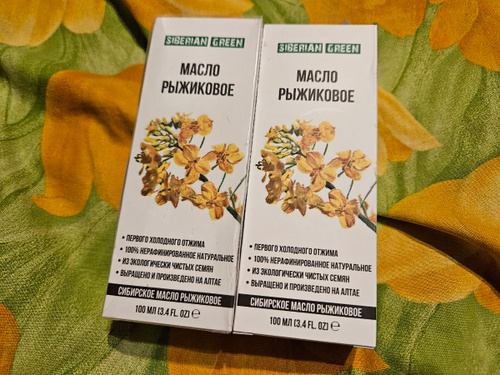 SIBERIAN GREEN
МАСЛО
РЫЖИКОВОЕ
• ПЕРВОГО ХОЛОДНОГО ОТЖИМА
• 100% НЕРАФИНИРОВАННОЕ НАТУРАЛЬНОЕ
• ИЗ ЭКОЛОГИЧЕСКИ ЧИСТЫХ СЕМЯН
• ВЫРАЩЕНО И ПРОИЗВЕДЕНО НА АЛТАЕ
СИБИРСКОЕ МАСЛО РЫЖИКОВОЕ
100 МЛ (3.4 FL. OZ) ℮
SIBERIAN GREEN
МАСЛО
РЫЖИКОВОЕ
• ПЕРВОГО ХОЛОДНОГО ОТЖИМА
• 100% НЕРАФИНИРОВАННОЕ НАТУРАЛЬНОЕ
• ИЗ ЭКОЛОГИЧЕСКИ ЧИСТЫХ СЕМЯН
• ВЫРАЩЕНО И ПРОИЗВЕДЕНО НА АЛТАЕ
СИБИРСКОЕ МАСЛО РЫЖИКОВОЕ
100 МЛ (3.4 FL. OZ) ℮